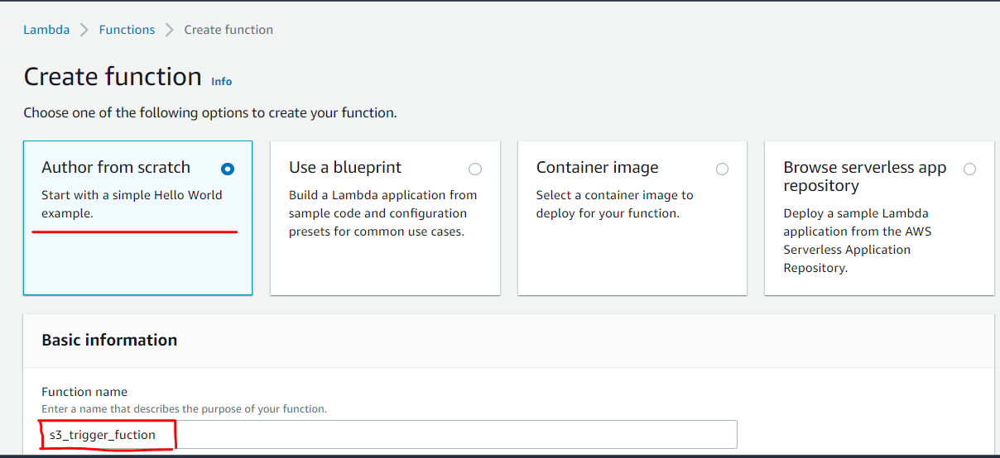 Lambda > Functions > Create function
Create function Info
Choose one of the following options to create your function.
Author from scratch
Start with a simple Hello World
example.
Use a blueprint
Build a Lambda application from
sample code and configuration
presets for common use cases.
Container image
Select a container image to
deploy for your function.
Browse serverless app
repository
Deploy a sample Lambda
application from the AWS
Serverless Application
Repository.
Basic information
Function name
Enter a name that describes the purpose of your function.
s3_trigger_fuction